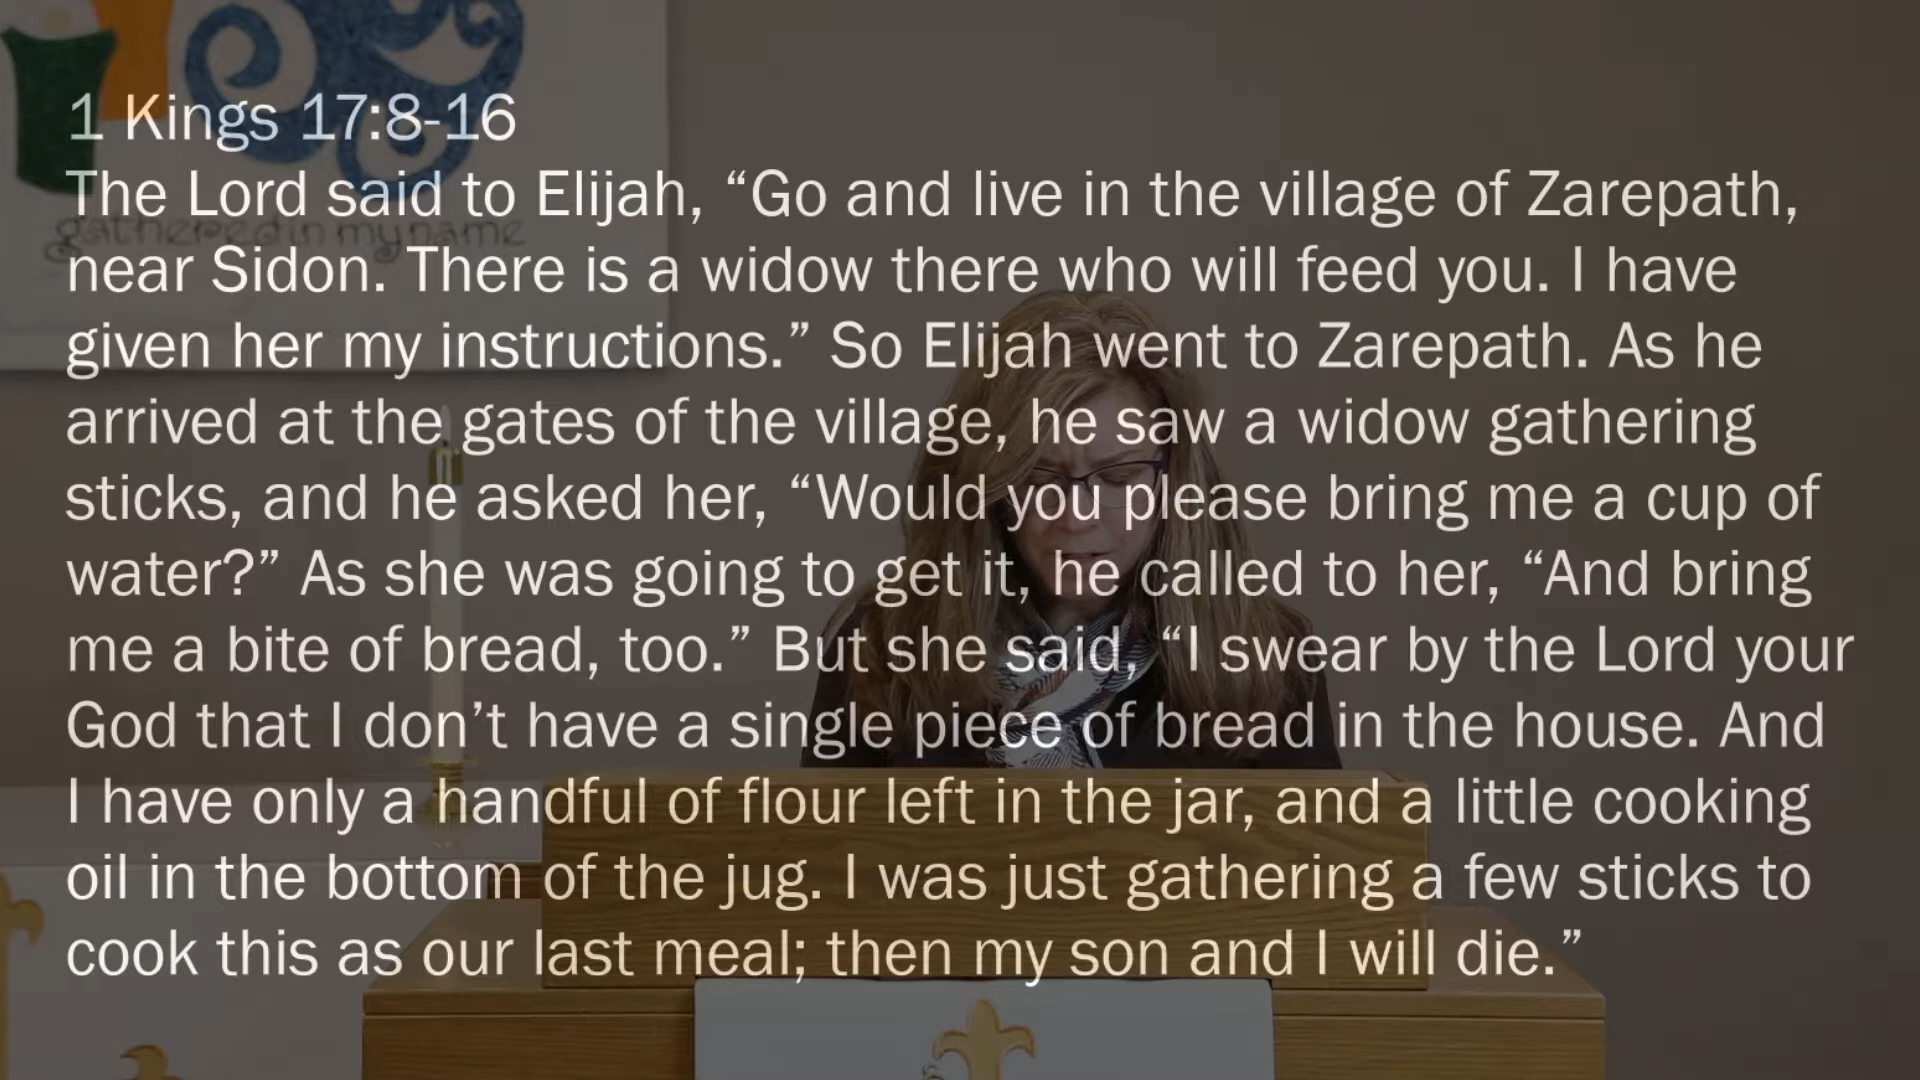 1 Kings 17:8-16
The Lord said to Elijah, “Go and live in the village of Zarepath,
gathered in my name
near Sidon. There is a widow there who will feed you. I have
given her my instructions.” So Elijah went to Zarepath. As he
arrived at the gates of the village, he saw a widow gathering
sticks, and he asked her, “Would you please bring me a cup of
water?” As she was going to get it, he called to her, “And bring
me a bite of bread, too.” But she said, “I swear by the Lord your
God that I don’t have a single piece of bread in the house. And
I have only a handful of flour left in the jar, and a little cooking
oil in the bottom of the jug. I was just gathering a few sticks to
cook this as our last meal; then my son and I will die.”